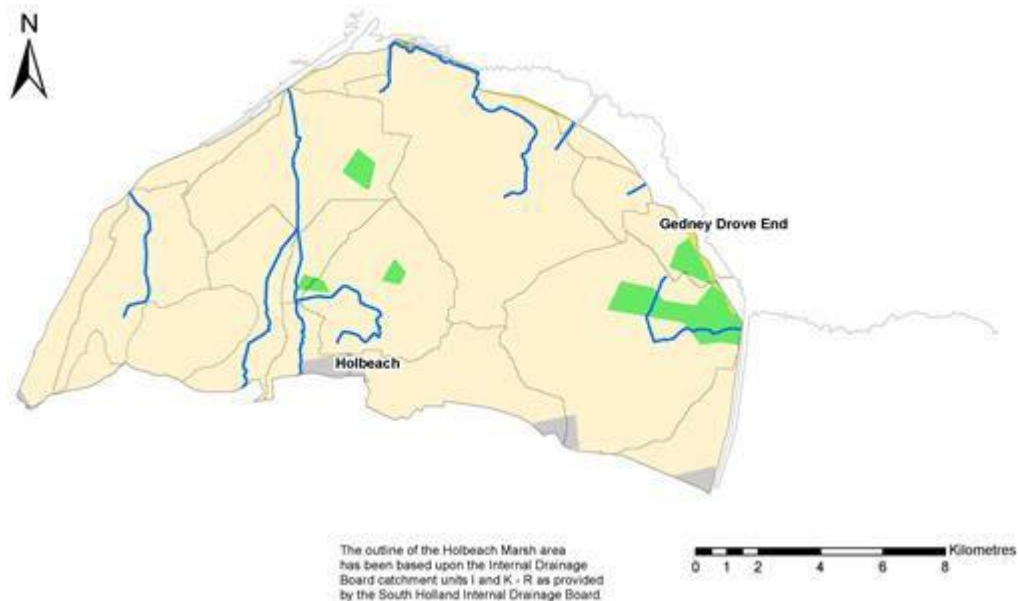 N
Gedney Drove End
Holbeach
The outline of the Holbeach Marsh area
has been based upon the Internal Drainage
Board catchment units I and K - R as provided
by the South Holland Internal Drainage Board.
Kilometres
0 1 2 4 6 8